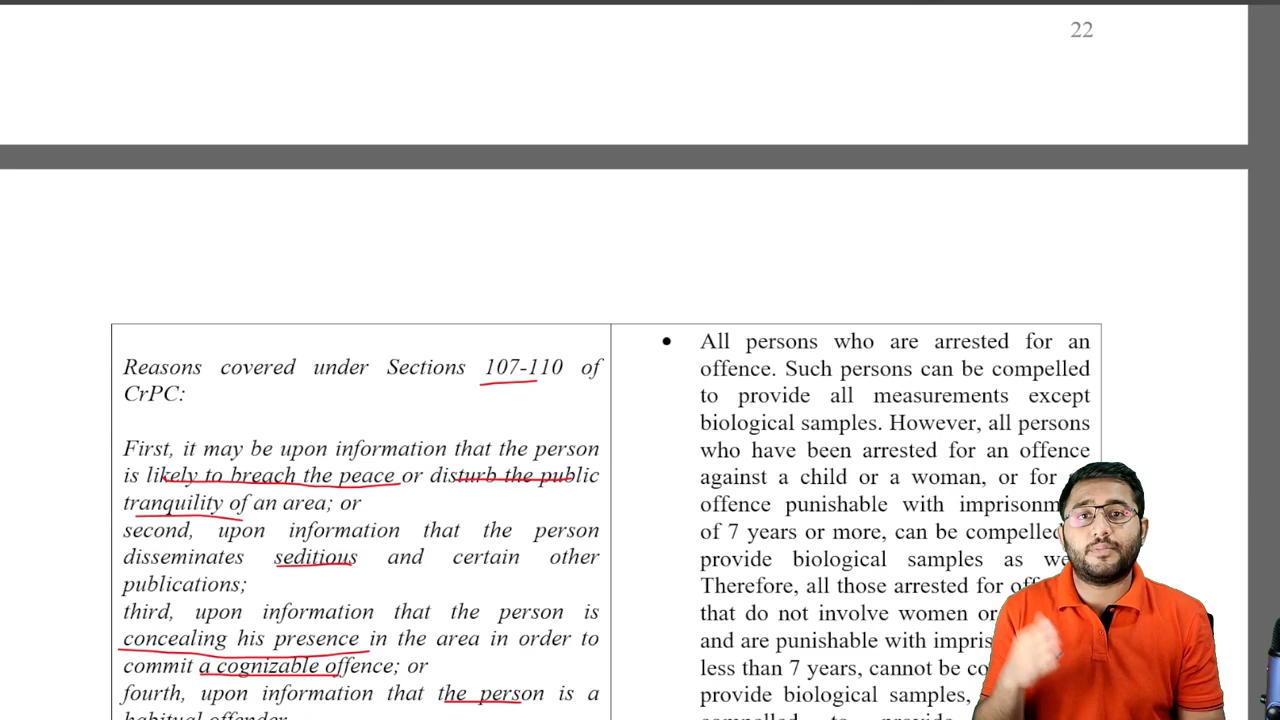 22
Reasons covered under Sections 107-110 of
CrPC:
First, it may be upon information that the person
is likely to breach the peace or disturb the public
tranquility of an area; or
second, upon information that the person
disseminates seditious and certain other
publications;
third, upon information that the person is
concealing his presence in the area in order to
commit a cognizable offence; or
fourth, upon information that the person is a
habitual offender
• All persons who are arrested for an
offence. Such persons can be compelled
to provide all measurements except
biological samples. However, all persons
who have been arrested for an offence
against a child or a woman, or for
offence punishable with
of 7 years or more, can be
provide biological samples as
Therefore, all those arrested for
that do not involve women or
and are punishable with
less than 7 years, cannot be
provide biological samples,
to provide